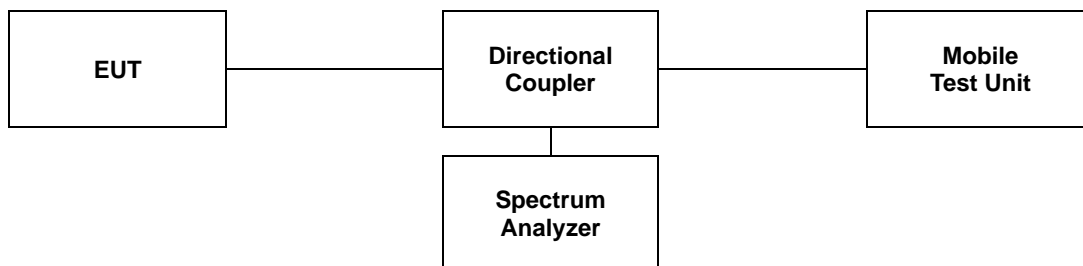 EUT
Directional
Coupler
Mobile
Test Unit
Spectrum
Analyzer